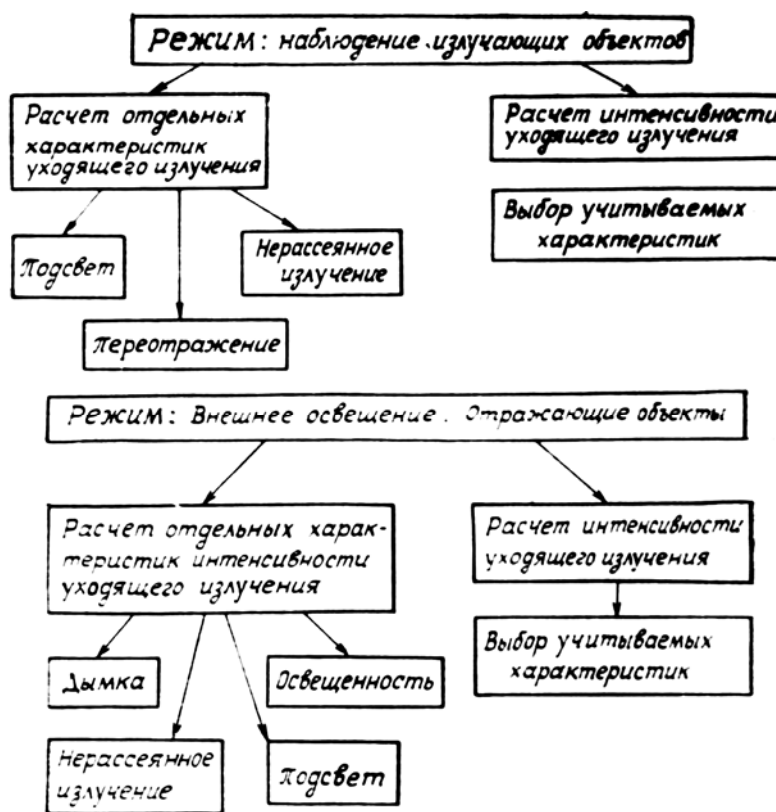 Режим: наблюдение излучающих объектов
Расчет отдельных
характеристик
уходящего излучения
Расчет интенсивности
уходящего излучения
Выбор учитываемых
характеристик
Подсвет
Нерассеянное
излучение
Переотражение
Режим: Внешнее освещение. Отражающие объекты
Расчет отдельных харак-
теристик интенсивности
уходящего излучения
Расчет интенсивности
уходящего излучения
Выбор учитываемых
характеристик
Дымка
Освещенность
Нерассеянное
излучение
Подсвет